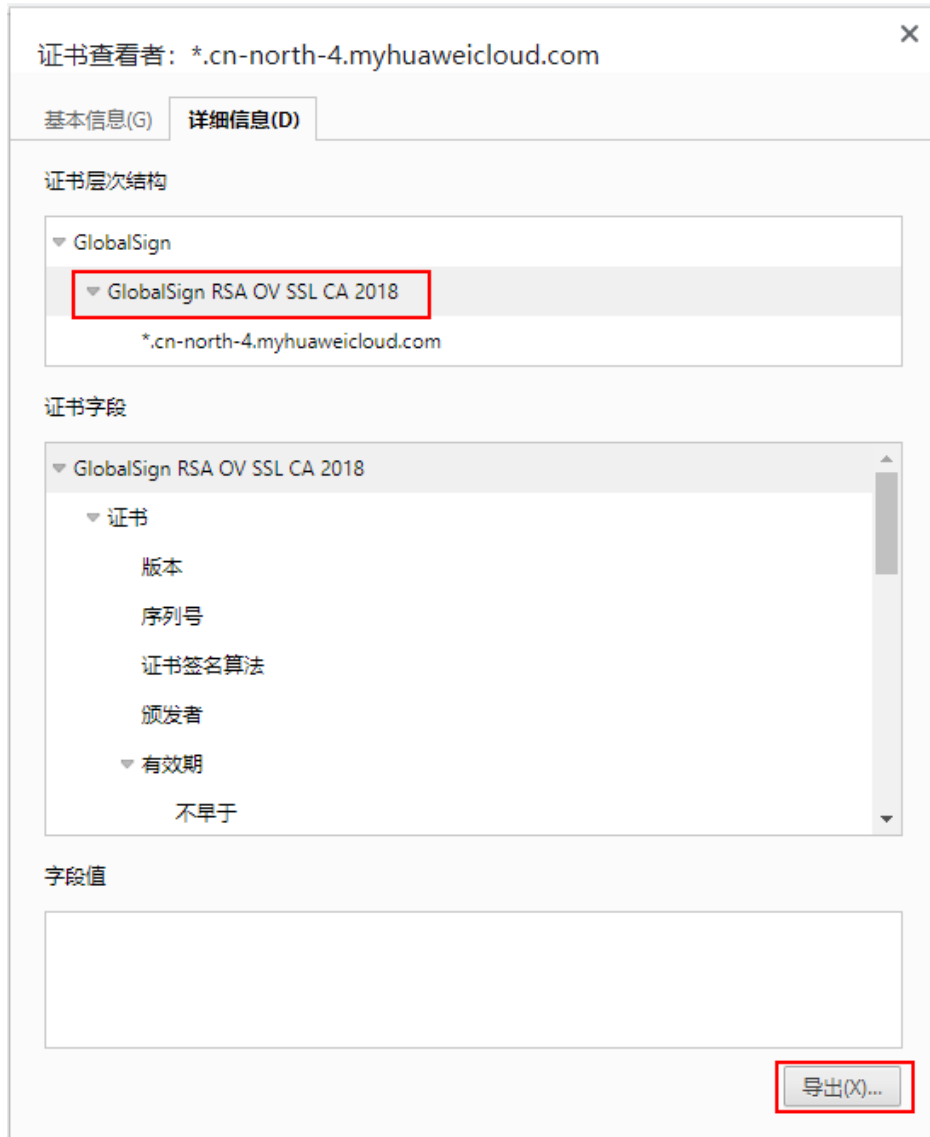 证书查看者：*.cn-north-4.myhuaweicloud.com
基本信息(G) 详细信息(D)
证书层次结构
GlobalSign
GlobalSign RSA OV SSL CA 2018
*.cn-north-4.myhuaweicloud.com
证书字段
GlobalSign RSA OV SSL CA 2018
证书
版本
序列号
证书签名算法
颁发者
有效期
不早于
字段值
导出(X)...